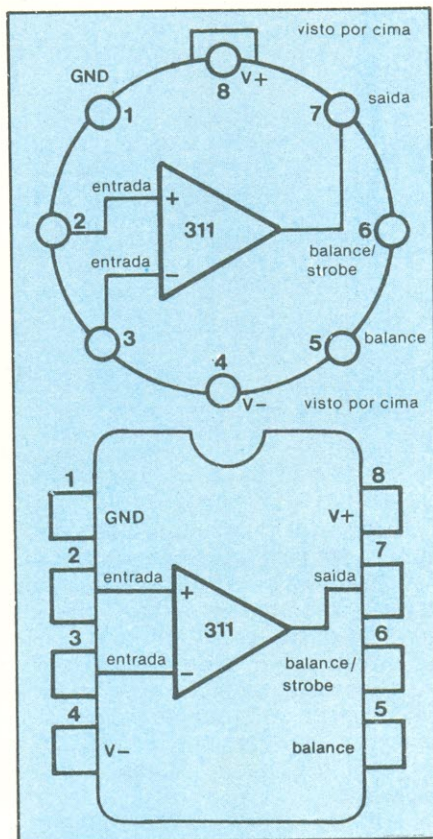 visto por cima
GND
8
V+
1
7
saida
entrada
2
+
311
6
entrada
−
balance/
strobe
3
5
balance
4
V−
visto por cima
1
8
GND
V+
2
7
entrada
saida
+
3
311
6
entrada
−
balance/
strobe
4
5
V−
balance